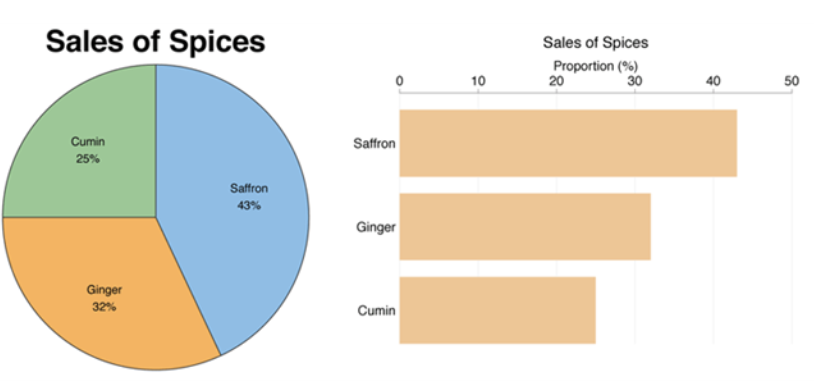 Sales of Spices
Cumin
25%
Saffron
43%
Ginger
32%
Sales of Spices
Proportion (%)
0 10 20 30 40 50
Saffron
Ginger
Cumin